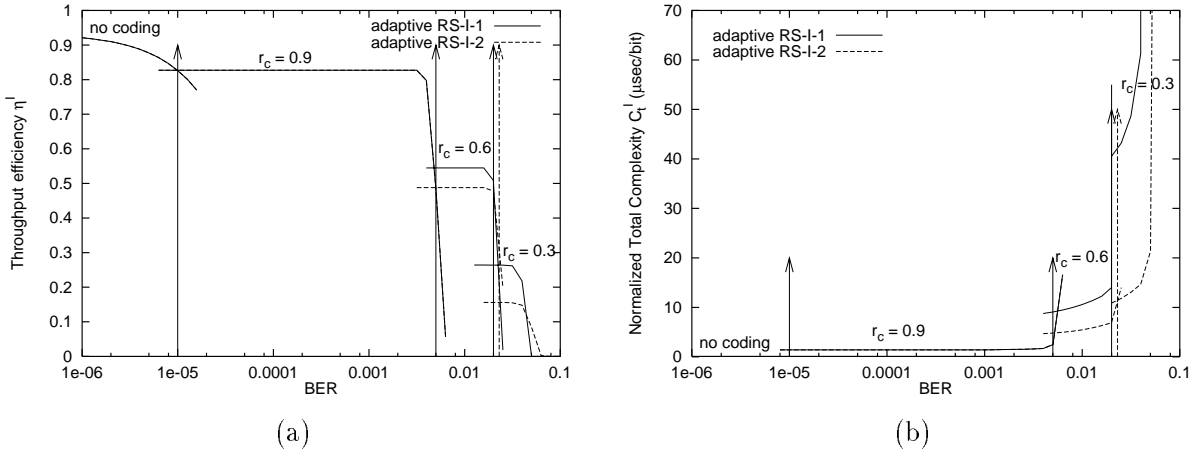 no coding
adaptive RS-I-1
adaptive RS-I-2
r_c = 0.9
r_c = 0.6
r_c = 0.3
Throughput efficiency η^I
1
0.9
0.8
0.7
0.6
0.5
0.4
0.3
0.2
0.1
0
1e-06 1e-05 0.0001 0.001 0.01 0.1
BER
(a)
adaptive RS-I-1
adaptive RS-I-2
r_c = 0.3
r_c = 0.6
r_c = 0.9
no coding
Normalized Total Complexity C_t^I (μsec/bit)
70
60
50
40
30
20
10
0
1e-06 1e-05 0.0001 0.001 0.01 0.1
BER
(b)